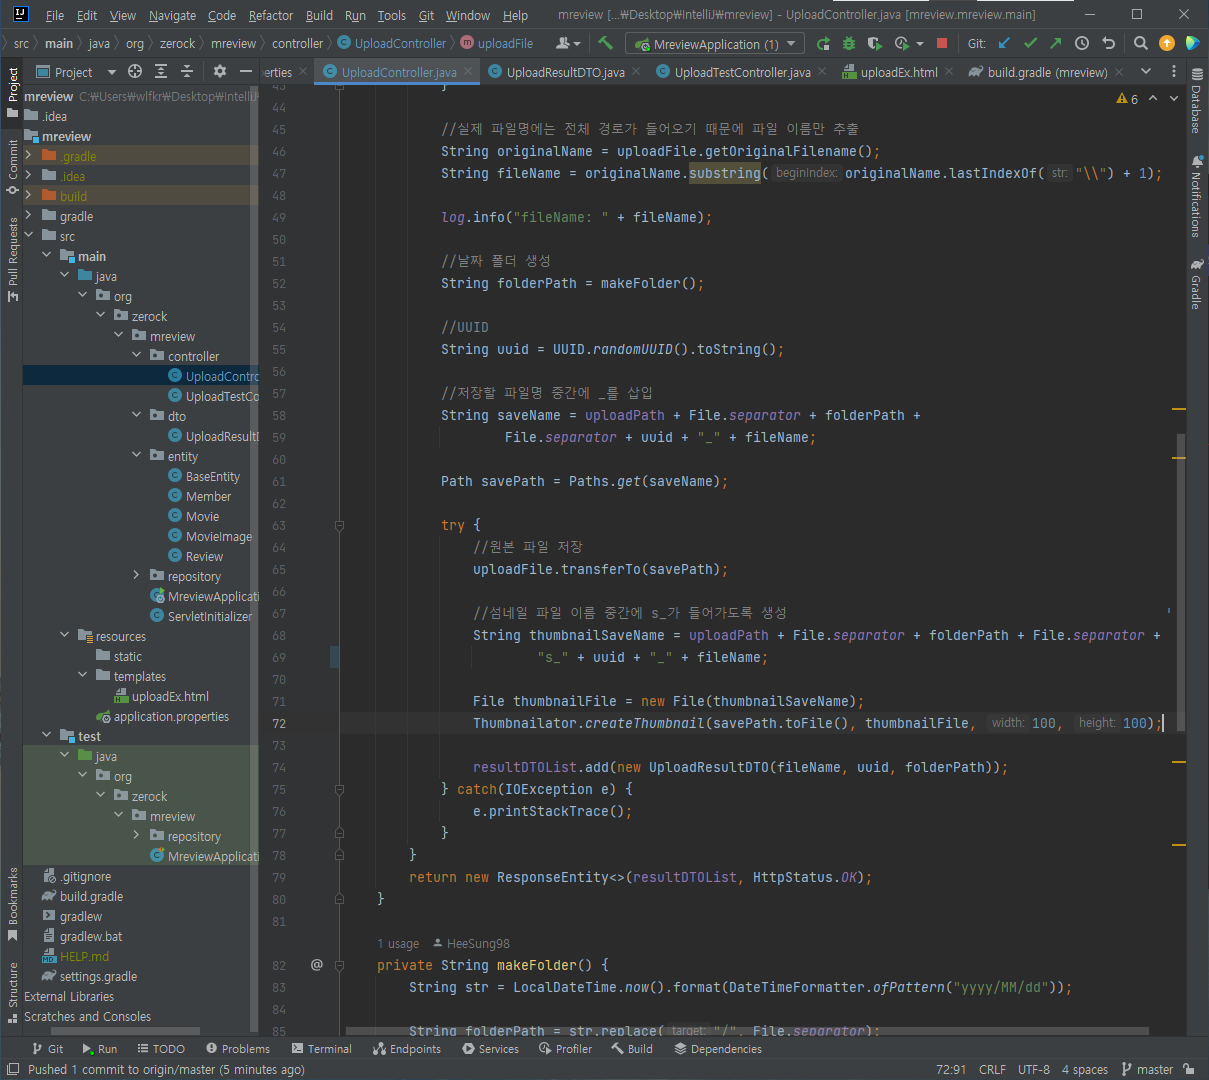 File Edit View Navigate Code Refactor Build Run Tools Git Window Help mreview [...₩Desktop₩IntelliJ₩mreview] - UploadController.java [mreview.mreview.main]
src main java org zerock mreview controller UploadController uploadFile MreviewApplication (1) Git:
Project erties UploadController.java UploadResultDTO.java UploadTestController.java uploadEx.html build.gradle (mreview)
Project
Commit
Pull Requests
Bookmarks
Structure
mreview C:₩Users₩wlfkr₩Desktop₩IntelliJ₩
.idea
mreview
.gradle
.idea
build
gradle
src
main
java
org
zerock
mreview
controller
UploadContro
UploadTestCo
dto
UploadResultD
entity
BaseEntity
Member
Movie
MovieImage
Review
repository
MreviewApplicati
ServletInitializer
resources
static
templates
uploadEx.html
application.properties
test
java
org
zerock
mreview
repository
MreviewApplicati
.gitignore
build.gradle
gradlew
gradlew.bat
HELP.md
settings.gradle
External Libraries
Scratches and Consoles
6
43 }
44
45 //실제 파일명에는 전체 경로가 들어오기 때문에 파일 이름만 추출
46 String originalName = uploadFile.getOriginalFilename();
47 String fileName = originalName.substring( beginIndex: originalName.lastIndexOf( str: "\\") + 1);
48
49 log.info("fileName: " + fileName);
50
51 //날짜 폴더 생성
52 String folderPath = makeFolder();
53
54 //UUID
55 String uuid = UUID.randomUUID().toString();
56
57 //저장할 파일명 중간에 _를 삽입
58 String saveName = uploadPath + File.separator + folderPath +
59 File.separator + uuid + "_" + fileName;
60
61 Path savePath = Paths.get(saveName);
62
63 try {
64 //원본 파일 저장
65 uploadFile.transferTo(savePath);
66
67 //섬네일 파일 이름 중간에 s_가 들어가도록 생성
68 String thumbnailSaveName = uploadPath + File.separator + folderPath + File.separator +
69 "s_" + uuid + "_" + fileName;
70
71 File thumbnailFile = new File(thumbnailSaveName);
72 Thumbnailator.createThumbnail(savePath.toFile(), thumbnailFile, width: 100, height: 100);
73
74 resultDTOList.add(new UploadResultDTO(fileName, uuid, folderPath));
75 } catch(IOException e) {
76 e.printStackTrace();
77 }
78 }
79 return new ResponseEntity<>(resultDTOList, HttpStatus.OK);
80 }
81
1 usage HeeSung98
82 @ private String makeFolder() {
83 String str = LocalDateTime.now().format(DateTimeFormatter.ofPattern("yyyy/MM/dd"));
84
85 String folderPath = str.replace( target: "/", File.separator);
Database
Notifications
Gradle
Git Run TODO Problems Terminal Endpoints Services Profiler Build Dependencies
Pushed 1 commit to origin/master (5 minutes ago) 72:91 CRLF UTF-8 4 spaces master